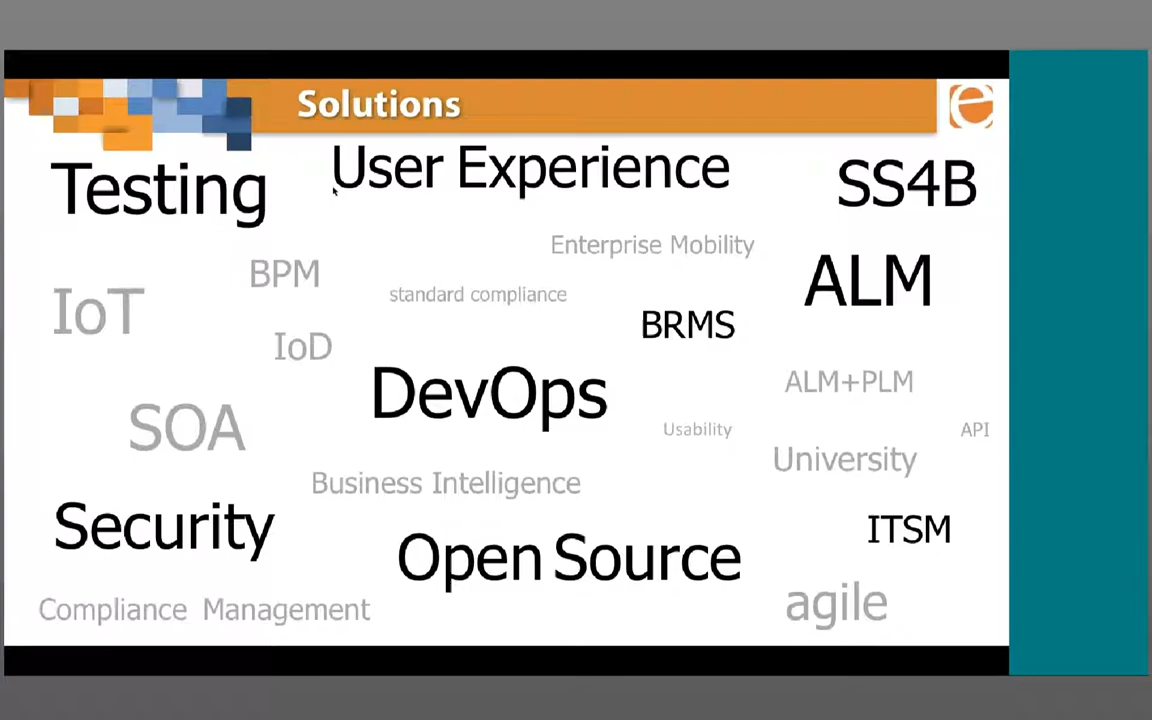 Solutions
e
Testing
User Experience
SS4B
Enterprise Mobility
BPM
ALM
IoT
standard compliance
BRMS
IoD
DevOps
ALM+PLM
SOA
Usability
API
University
Business Intelligence
Security
ITSM
Open Source
Compliance Management
agile